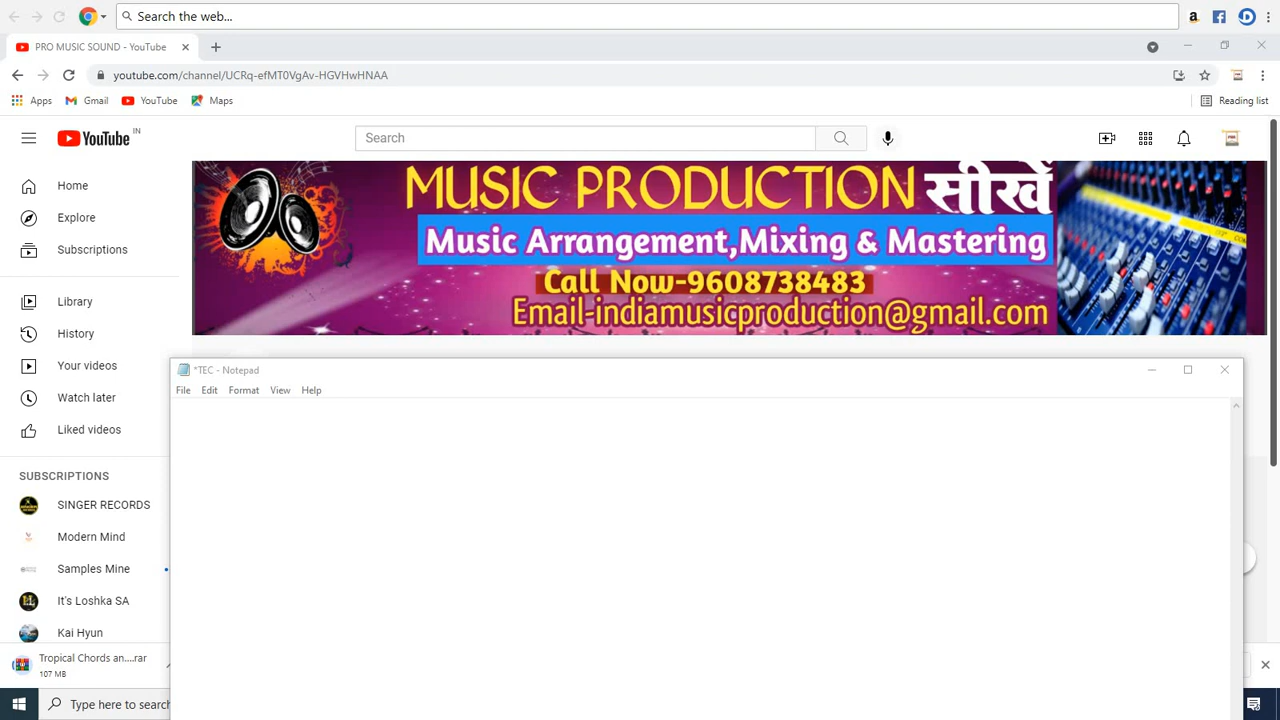 Search the web...
PRO MUSIC SOUND - YouTube
youtube.com/channel/UCRq-efMT0VgAv-HGVHwHNAA
Apps Gmail YouTube Maps Reading list
YouTube IN
Search
MUSIC PRODUCTION सीखें
Music Arrangement,Mixing & Mastering
Call Now-9608738483
Email-indiamusicproduction@gmail.com
Home
Explore
Subscriptions
Library
History
Your videos
Watch later
Liked videos
SUBSCRIPTIONS
SINGER RECORDS
Modern Mind
Samples Mine
It's Loshka SA
Kai Hyun
*TEC - Notepad
File Edit Format View Help
Tropical Chords an....rar
107 MB
Type here to search